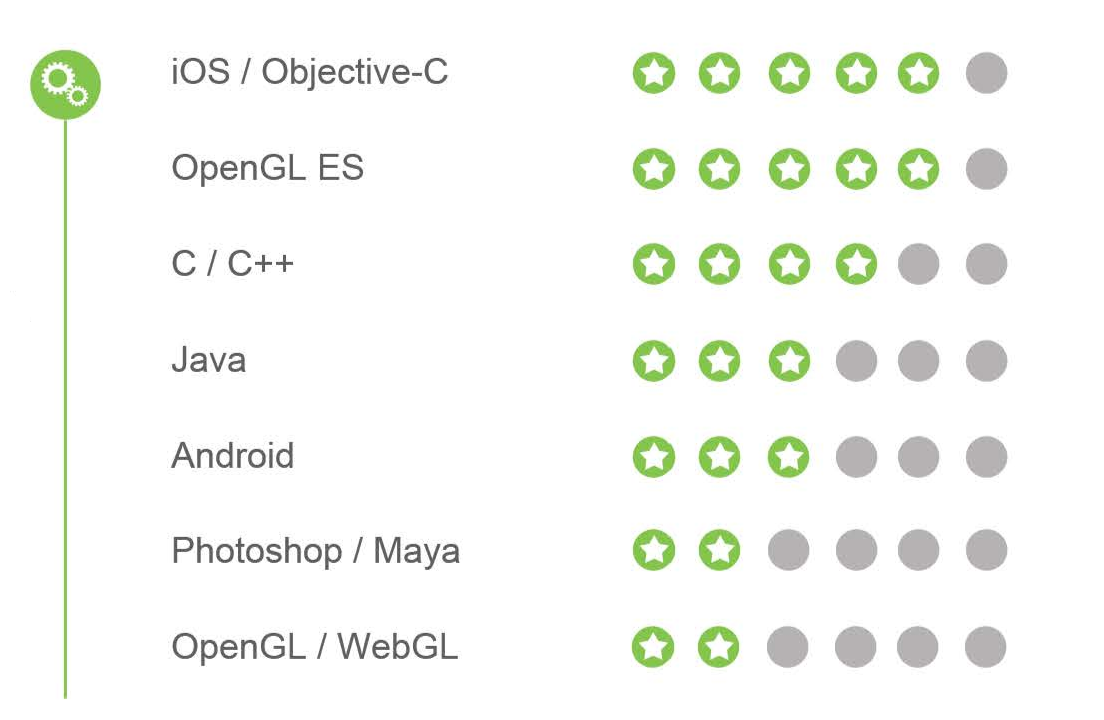 iOS / Objective-C
OpenGL ES
C / C++
Java
Android
Photoshop / Maya
OpenGL / WebGL